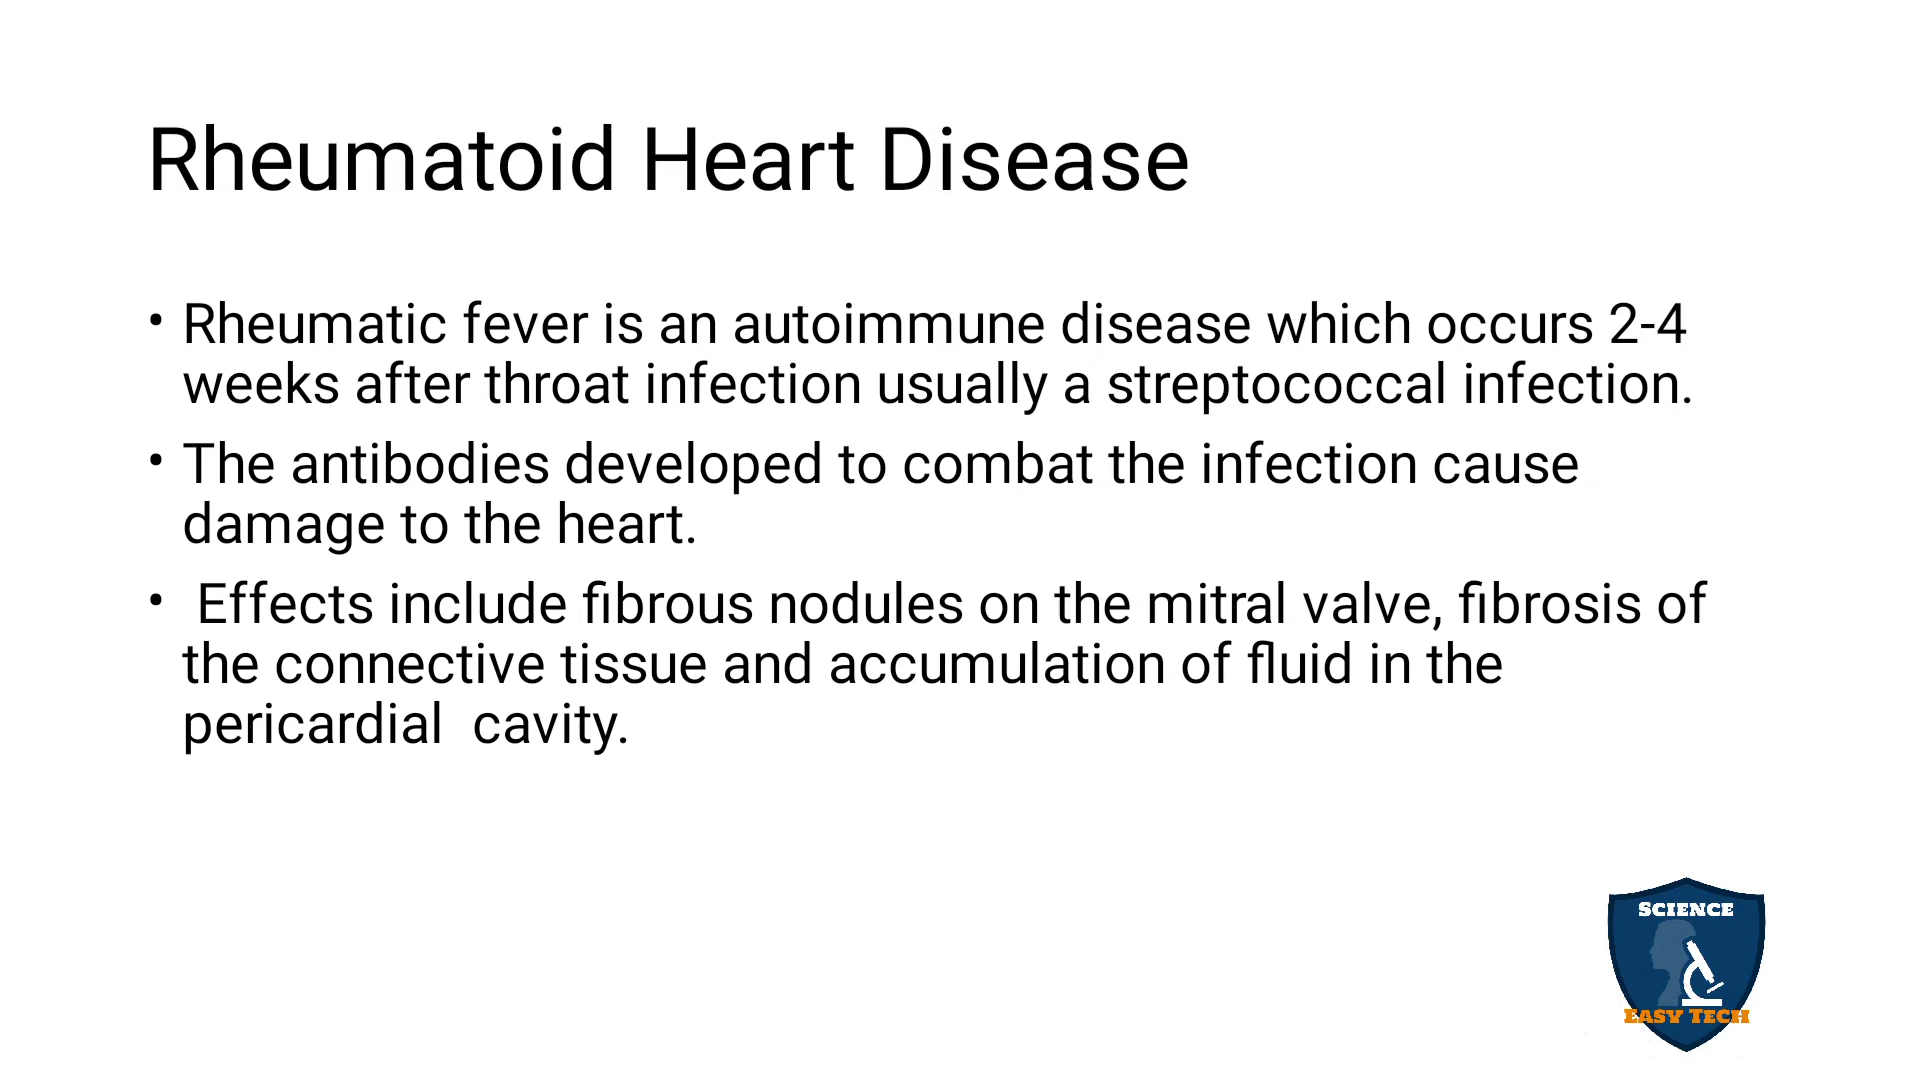 Rheumatoid Heart Disease
• Rheumatic fever is an autoimmune disease which occurs 2-4
weeks after throat infection usually a streptococcal infection.
• The antibodies developed to combat the infection cause
damage to the heart.
• Effects include fibrous nodules on the mitral valve, fibrosis of
the connective tissue and accumulation of fluid in the
pericardial  cavity.
SCIENCE
EASY TECH